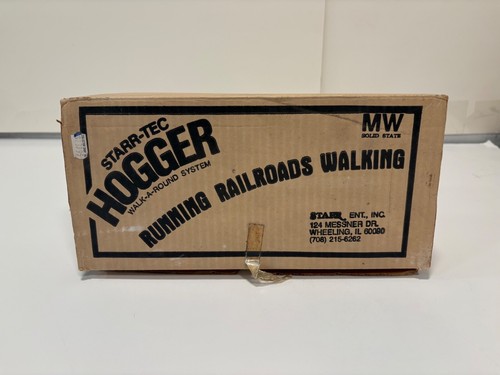 STARR-TEC
HOGGER
WALK-A-ROUND SYSTEM
MW
SOLID STATE
RUNNING RAILROADS WALKING
STARR ENT., INC.
124 MESSNER DR.
WHEELING, IL 60090
(708) 215-6262